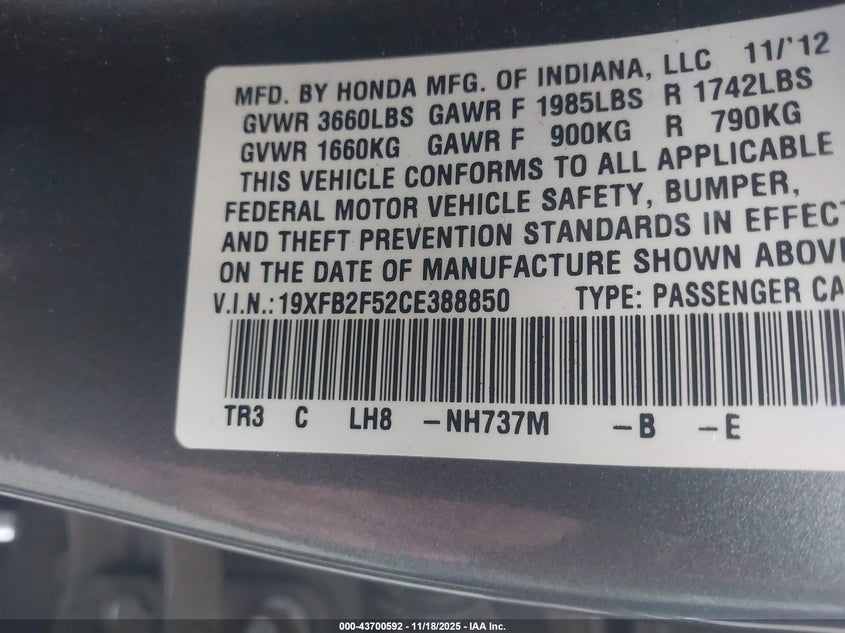 MFD. BY HONDA MFG. OF INDIANA, LLC 11/'12
GVWR 3660LBS GAWR F 1985LBS R 1742LBS
GVWR 1660KG GAWR F 900KG R 790KG
THIS VEHICLE CONFORMS TO ALL APPLICABLE
FEDERAL MOTOR VEHICLE SAFETY, BUMPER,
AND THEFT PREVENTION STANDARDS IN EFFECT
ON THE DATE OF MANUFACTURE SHOWN ABOVE
V.I.N.: 19XFB2F52CE388850 TYPE: PASSENGER CA
TR3 C LH8 -NH737M -B -E
000-43700592 - 11/18/2025 - IAA Inc.